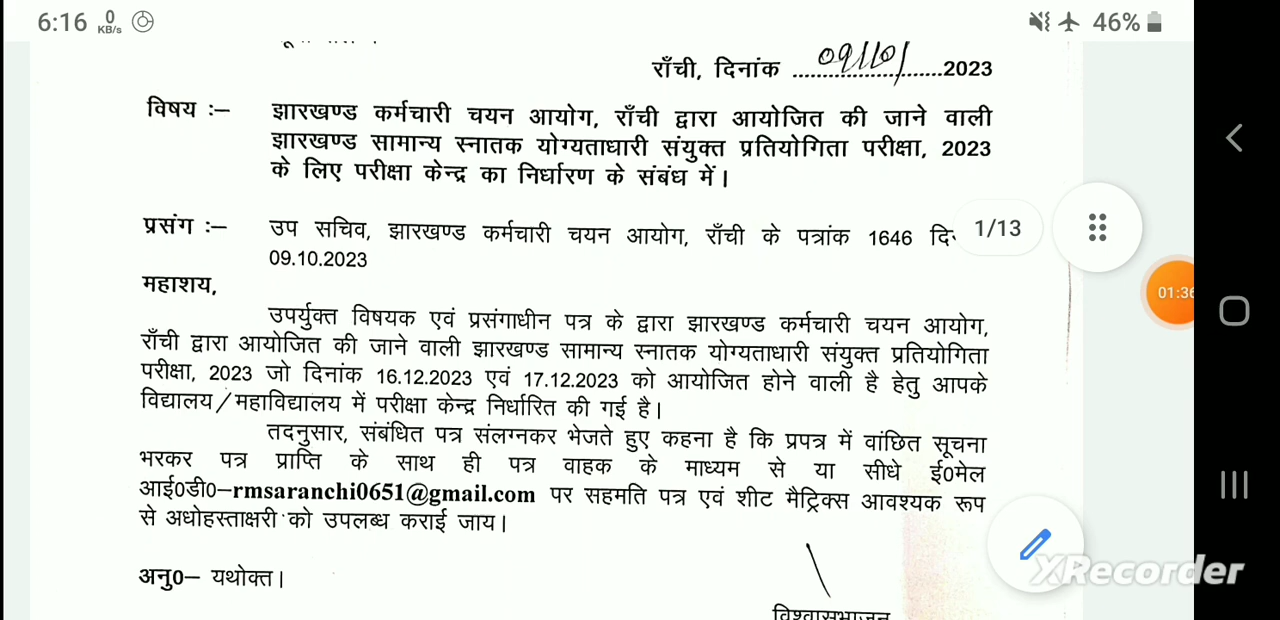 6:16 0 KB/s 46%
राँची, दिनांक 09/10/ 2023
विषय :– झारखण्ड कर्मचारी चयन आयोग, राँची द्वारा आयोजित की जाने वाली
झारखण्ड सामान्य स्नातक योग्यताधारी संयुक्त प्रतियोगिता परीक्षा, 2023
के लिए परीक्षा केन्द्र का निर्धारण के संबंध में।
प्रसंग :– उप सचिव, झारखण्ड कर्मचारी चयन आयोग, राँची के पत्रांक 1646
1/13
09.10.2023
महाशय,
01:36
उपर्युक्त विषयक एवं प्रसंगाधीन पत्र के द्वारा झारखण्ड कर्मचारी चयन आयोग,
राँची द्वारा आयोजित की जाने वाली झारखण्ड सामान्य स्नातक योग्यताधारी संयुक्त प्रतियोगिता
परीक्षा, 2023 जो दिनांक 16.12.2023 एवं 17.12.2023 को आयोजित होने वाली है हेतु आपके
विद्यालय/महाविद्यालय में परीक्षा केन्द्र निर्धारित की गई है।
तदनुसार, संबंधित पत्र संलग्नकर भेजते हुए कहना है कि प्रपत्र में वांछित सूचना
भरकर पत्र प्राप्ति के साथ ही पत्र वाहक के माध्यम से या सीधे ई0मेल
आई0डी0–rmsaranchi0651@gmail.com पर सहमति पत्र एवं शीट मैट्रिक्स आवश्यक रूप
से अधोहस्ताक्षरी को उपलब्ध कराई जाय।
XRecorder
अनु0– यथोक्त।
विश्वासभाजन